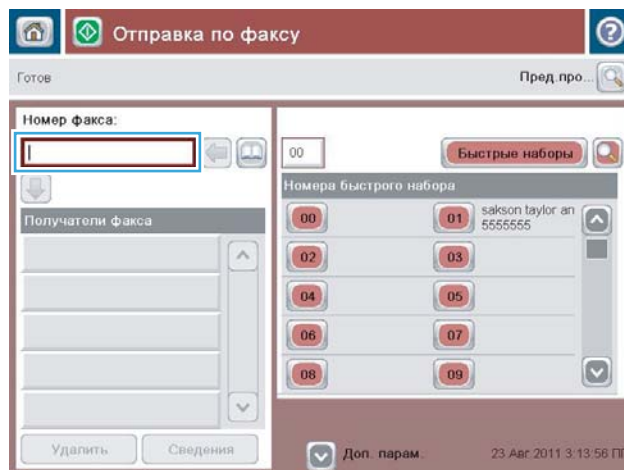 Отправка по факсу
?
Готов
Пред.про...
Номер факса:
00
Быстрые наборы
Номера быстрого набора
Получатели факса
00
01 sakson taylor an
5555555
02 03
04 05
06 07
08 09
Удалить Сведения
Доп. парам.
23 Авг 2011 3:13:56 ПП